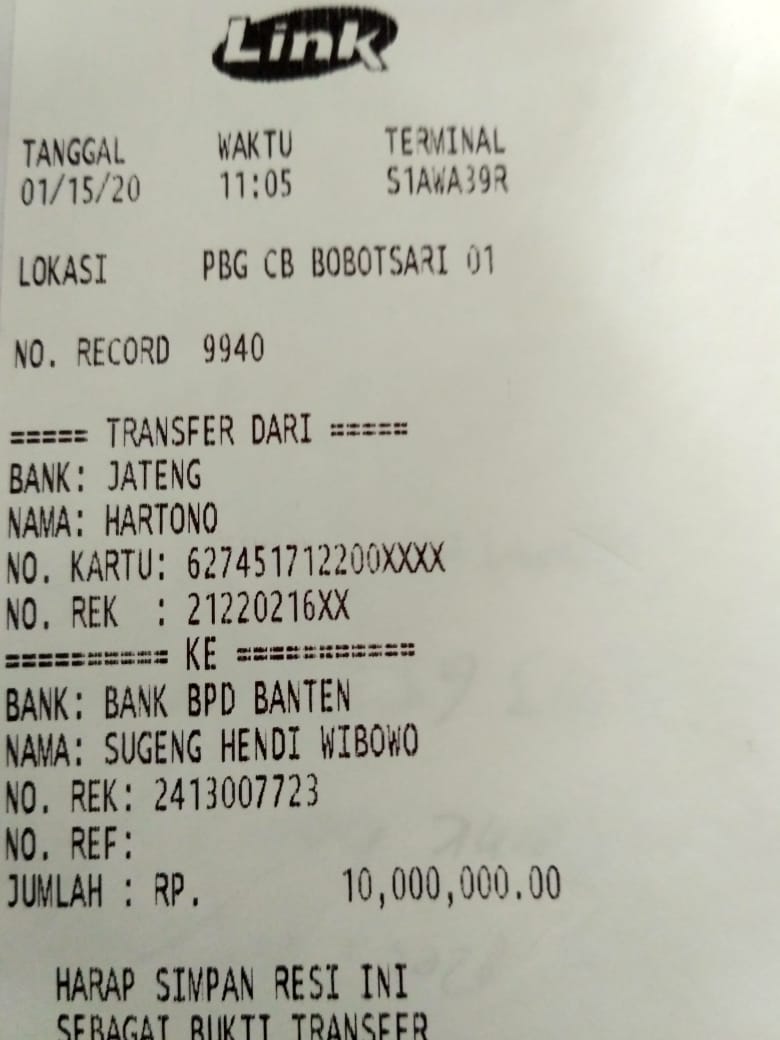 Link
TANGGAL WAKTU TERMINAL
01/15/20 11:05 S1AWA39R
LOKASI PBG CB BOBOTSARI 01
NO. RECORD 9940
===== TRANSFER DARI =====
BANK: JATENG
NAMA: HARTONO
NO. KARTU: 627451712200XXXX
NO. REK : 21220216XX
========== KE ===========
BANK: BANK BPD BANTEN
NAMA: SUGENG HENDI WIBOWO
NO. REK: 2413007723
NO. REF:
JUMLAH : RP. 10,000,000.00
HARAP SIMPAN RESI INI
SEBAGAI BUKTI TRANSFER